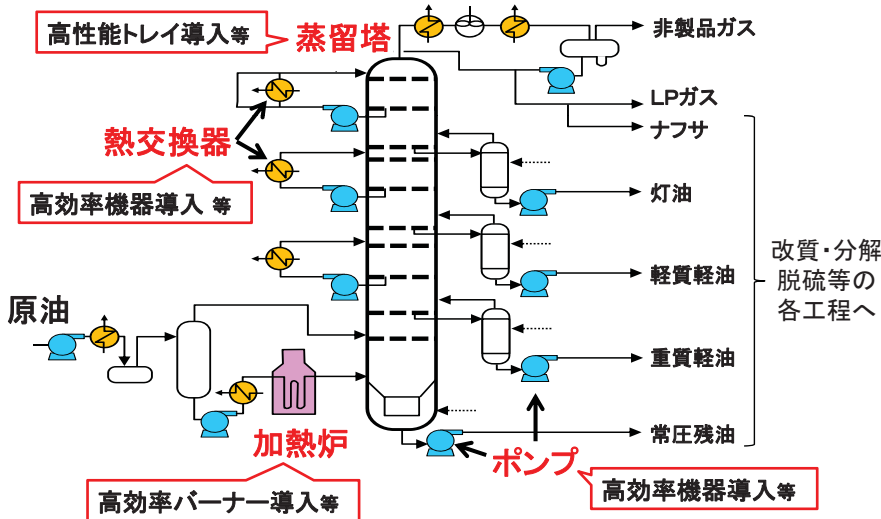 高性能トレイ導入等
蒸留塔
非製品ガス
LPガス
ナフサ
熱交換器
高効率機器導入 等
灯油
改質・分解
脱硫等の
各工程へ
軽質軽油
原油
重質軽油
加熱炉
常圧残油
ポンプ
高効率バーナー導入等
高効率機器導入等